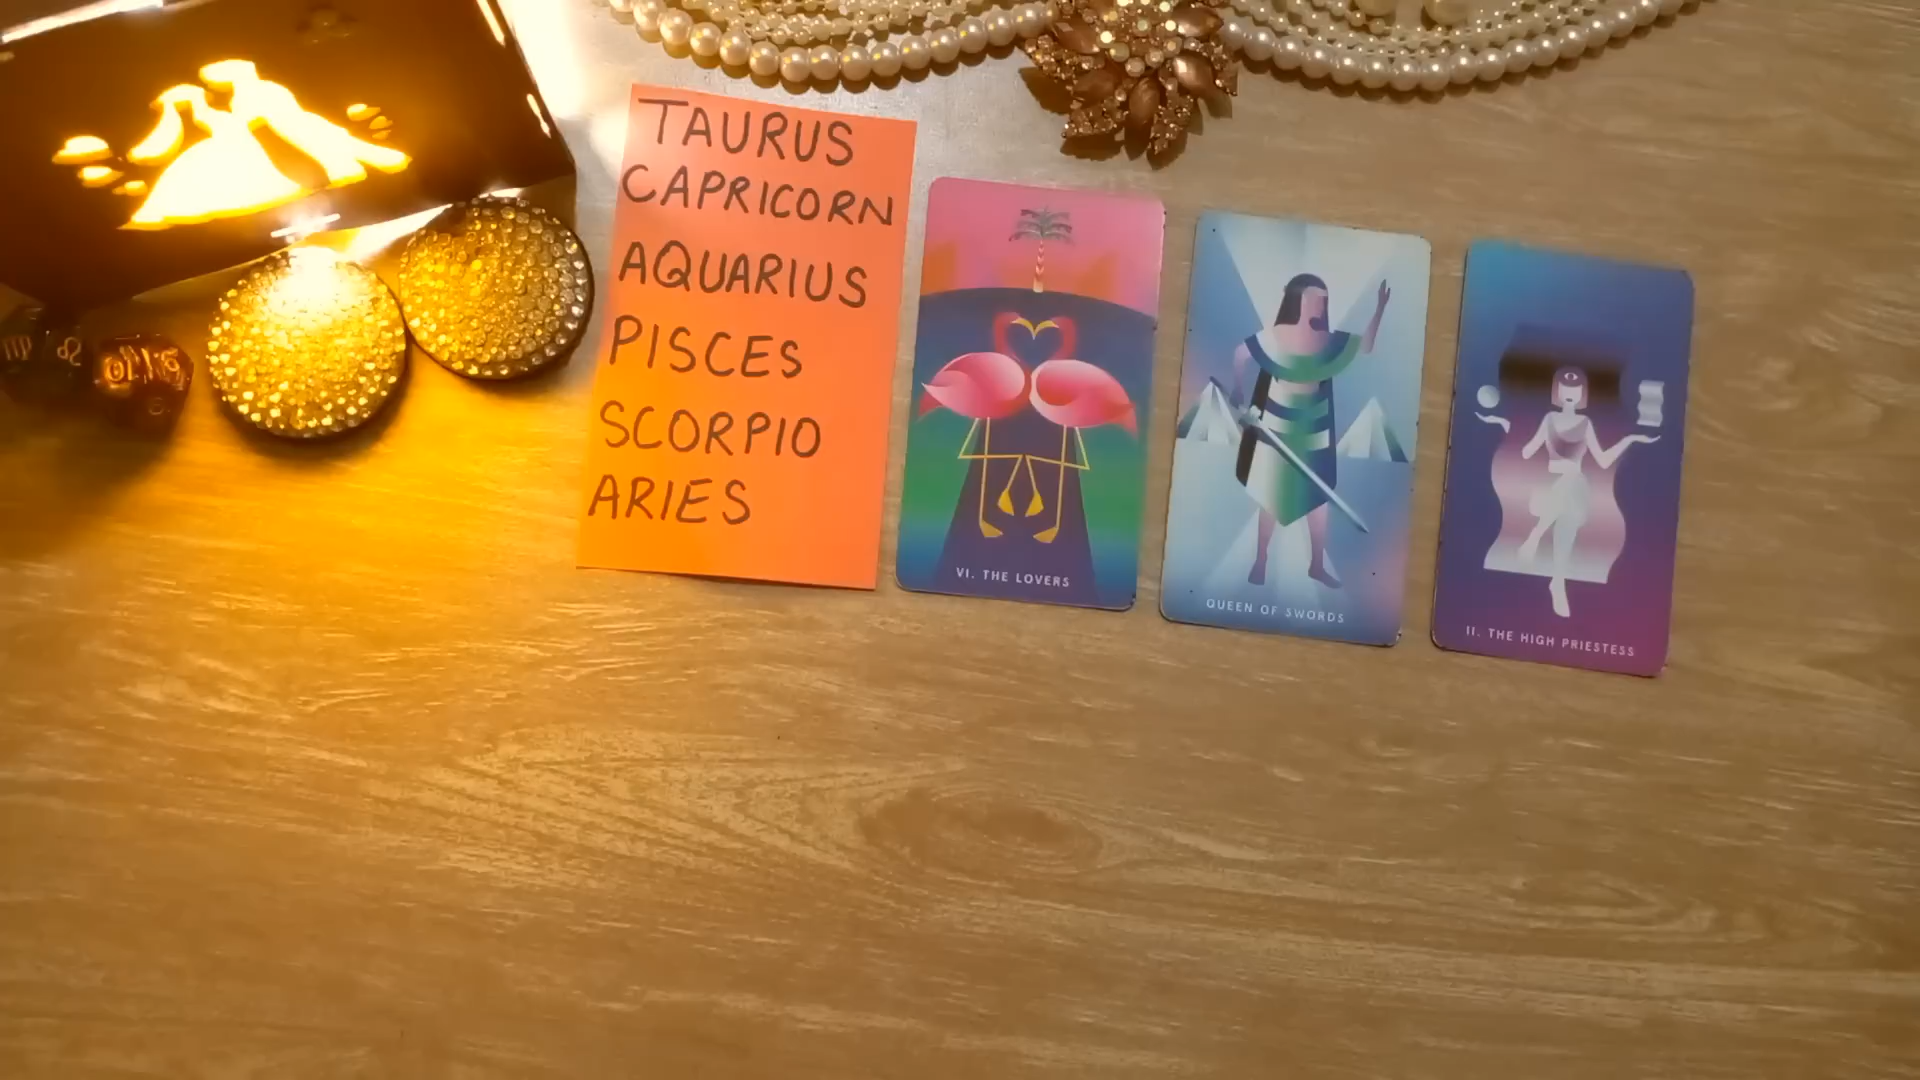 TAURUS
CAPRICORN
AQUARIUS
PISCES
SCORPIO
ARIES
VI. THE LOVERS
QUEEN OF SWORDS
II. THE HIGH PRIESTESS